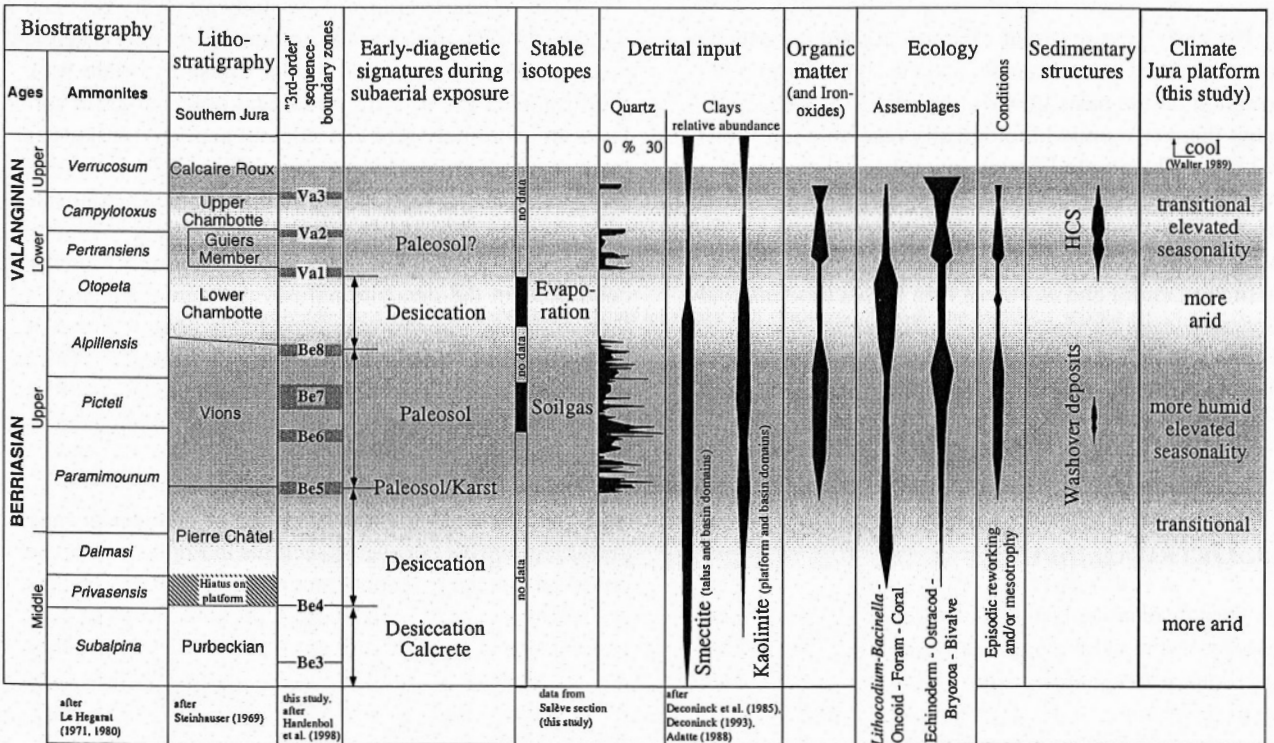 Biostratigraphy
Ages
Ammonites
Litho-
stratigraphy
Southern Jura
"3rd-order"
sequence-
boundary zones
Early-diagenetic
signatures during
subaerial exposure
Stable
isotopes
Detrital input
Quartz
Clays
relative abundance
0 % 30
Organic
matter
(and Iron-
oxides)
Ecology
Assemblages
Conditions
Sedimentary
structures
Climate
Jura platform
(this study)
VALANGINIAN
Upper
Lower
BERRIASIAN
Upper
Middle
Verrucosum
Campylotoxus
Pertransiens
Otopeta
Alpillensis
Picteti
Paramimounum
Dalmasi
Privasensis
Subalpina
Calcaire Roux
Upper
Chambotte
Guiers
Member
Lower
Chambotte
Vions
Pierre Châtel
Hiatus on
platform
Purbeckian
Va3
Va2
Va1
Be8
Be7
Be6
Be5
Be4
Be3
Paleosol?
Desiccation
Paleosol
Paleosol/Karst
Desiccation
Desiccation
Calcrete
no data
Evapo-
ration
no data
Soilgas
no data
Smectite (talus and basin domains)
Kaolinite (platform and basin domains)
Lithocodium-Bacinella -
Oncoid - Foram - Coral
Echinoderm - Ostracod -
Bryozoa - Bivalve
Episodic reworking
and/or mesotrophy
HCS
Washover deposits
cool
(Walter 1989)
transitional
elevated
seasonality
more
arid
more humid
elevated
seasonality
transitional
more arid
after
Le Hegarat
(1971, 1980)
after
Steinhauser (1969)
this study,
after
Hardenbol
et al. (1998)
data from
Salève section
(this study)
after
Deconinck et al. (1985),
Deconinck (1993),
Adatte (1988)